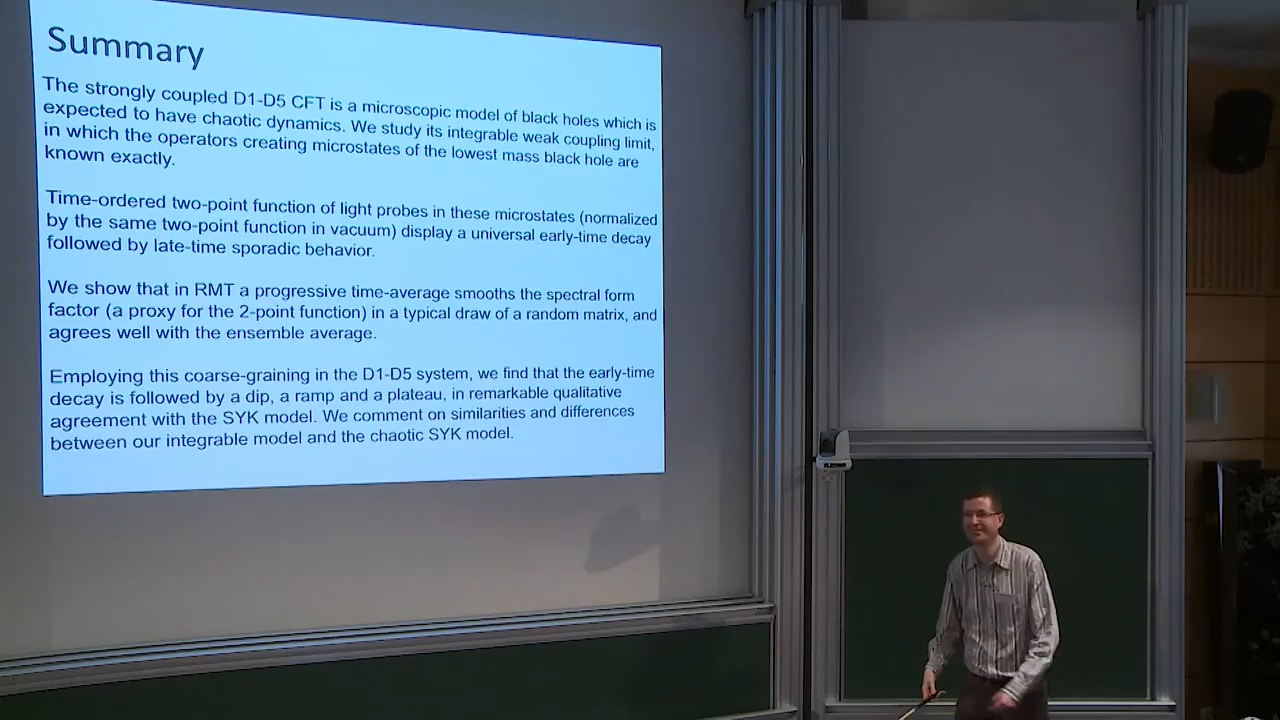 Summary
The strongly coupled D1-D5 CFT is a microscopic model of black holes which is
expected to have chaotic dynamics. We study its integrable weak coupling limit,
in which the operators creating microstates of the lowest mass black hole are
known exactly.
Time-ordered two-point function of light probes in these microstates (normalized
by the same two-point function in vacuum) display a universal early-time decay
followed by late-time sporadic behavior.
We show that in RMT a progressive time-average smooths the spectral form
factor (a proxy for the 2-point function) in a typical draw of a random matrix, and
agrees well with the ensemble average.
Employing this coarse-graining in the D1-D5 system, we find that the early-time
decay is followed by a dip, a ramp and a plateau, in remarkable qualitative
agreement with the SYK model. We comment on similarities and differences
between our integrable model and the chaotic SYK model.